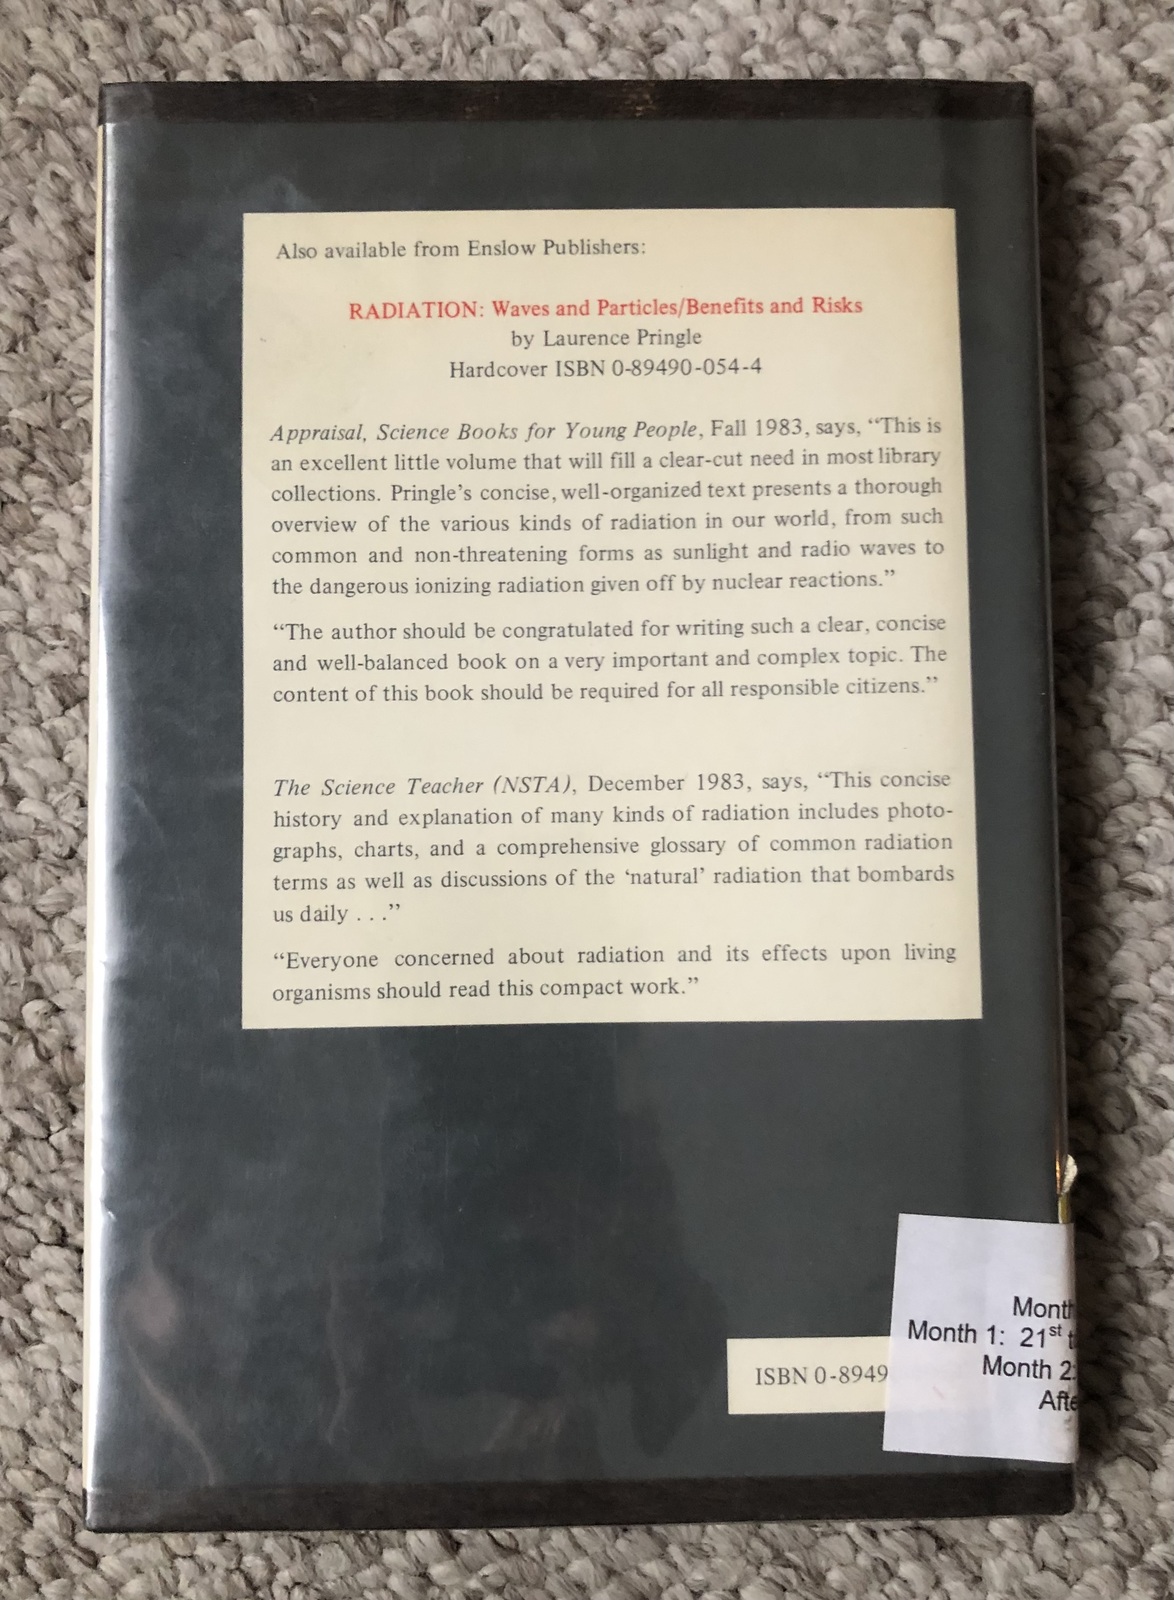 Also available from Enslow Publishers:
RADIATION: Waves and Particles/Benefits and Risks
by Laurence Pringle
Hardcover ISBN 0-89490-054-4
Appraisal, Science Books for Young People, Fall 1983, says, “This is
an excellent little volume that will fill a clear-cut need in most library
collections. Pringle’s concise, well-organized text presents a thorough
overview of the various kinds of radiation in our world, from such
common and non-threatening forms as sunlight and radio waves to
the dangerous ionizing radiation given off by nuclear reactions.”
“The author should be congratulated for writing such a clear, concise
and well-balanced book on a very important and complex topic. The
content of this book should be required for all responsible citizens.”
The Science Teacher (NSTA), December 1983, says, “This concise
history and explanation of many kinds of radiation includes photo-
graphs, charts, and a comprehensive glossary of common radiation
terms as well as discussions of the ‘natural’ radiation that bombards
us daily . . .”
“Everyone concerned about radiation and its effects upon living
organisms should read this compact work.”
ISBN 0-8949
Month
Month 1: 21st t
Month 2:
Afte